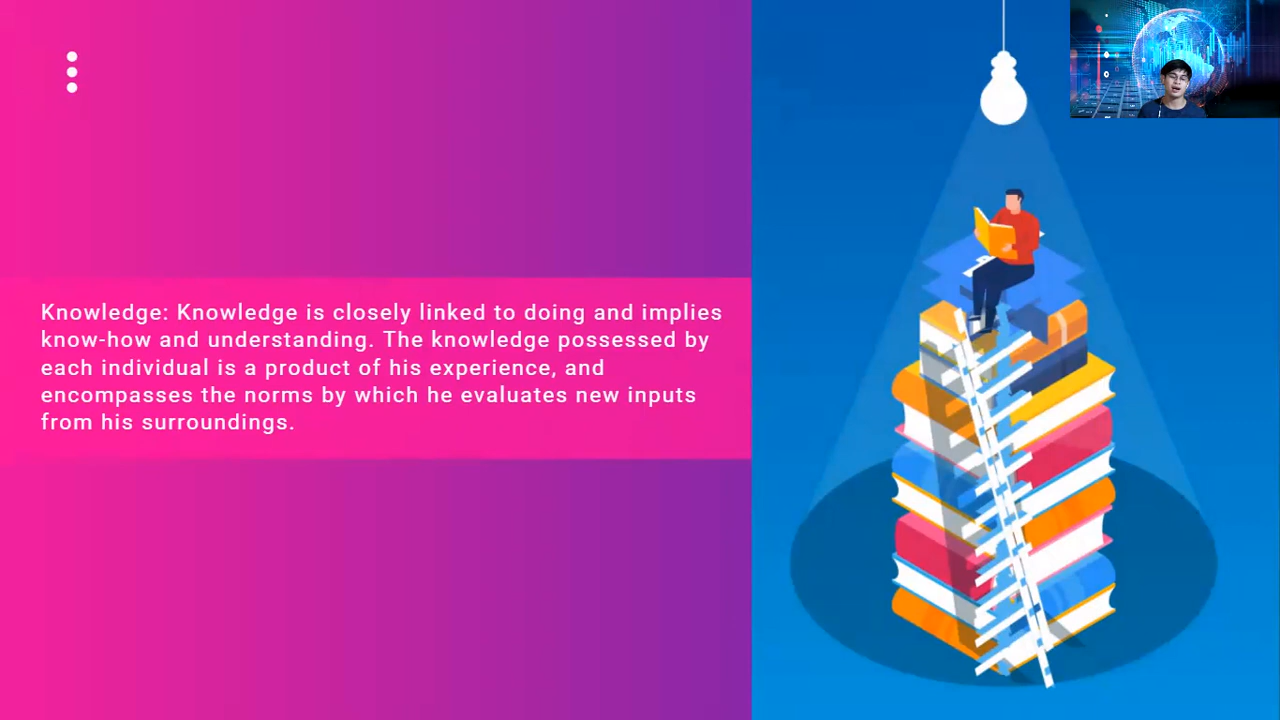 Knowledge: Knowledge is closely linked to doing and implies
know-how and understanding. The knowledge possessed by
each individual is a product of his experience, and
encompasses the norms by which he evaluates new inputs
from his surroundings.